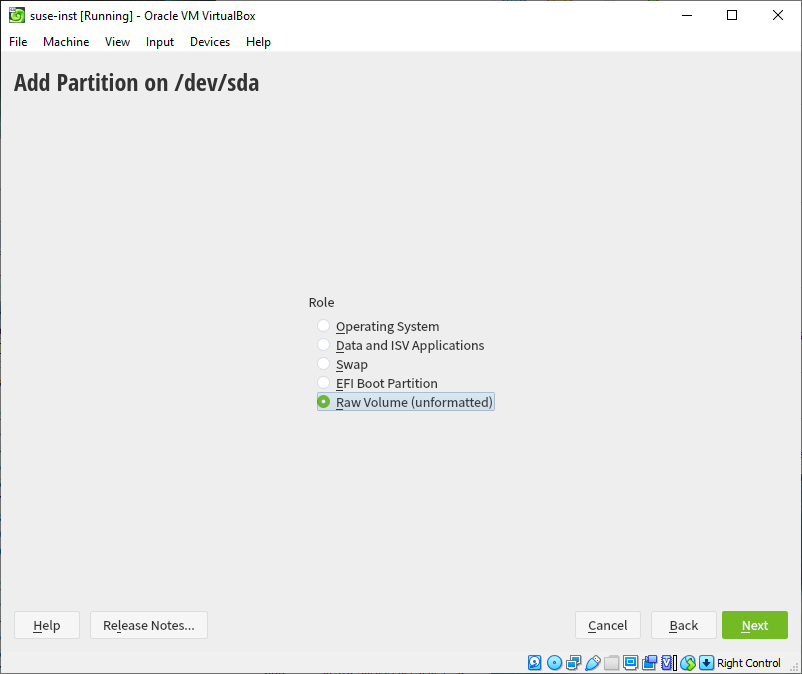 suse-inst [Running] - Oracle VM VirtualBox
File Machine View Input Devices Help
Add Partition on /dev/sda
Role
Operating System
Data and ISV Applications
Swap
EFI Boot Partition
Raw Volume (unformatted)
Help Release Notes... Cancel Back Next
Right Control